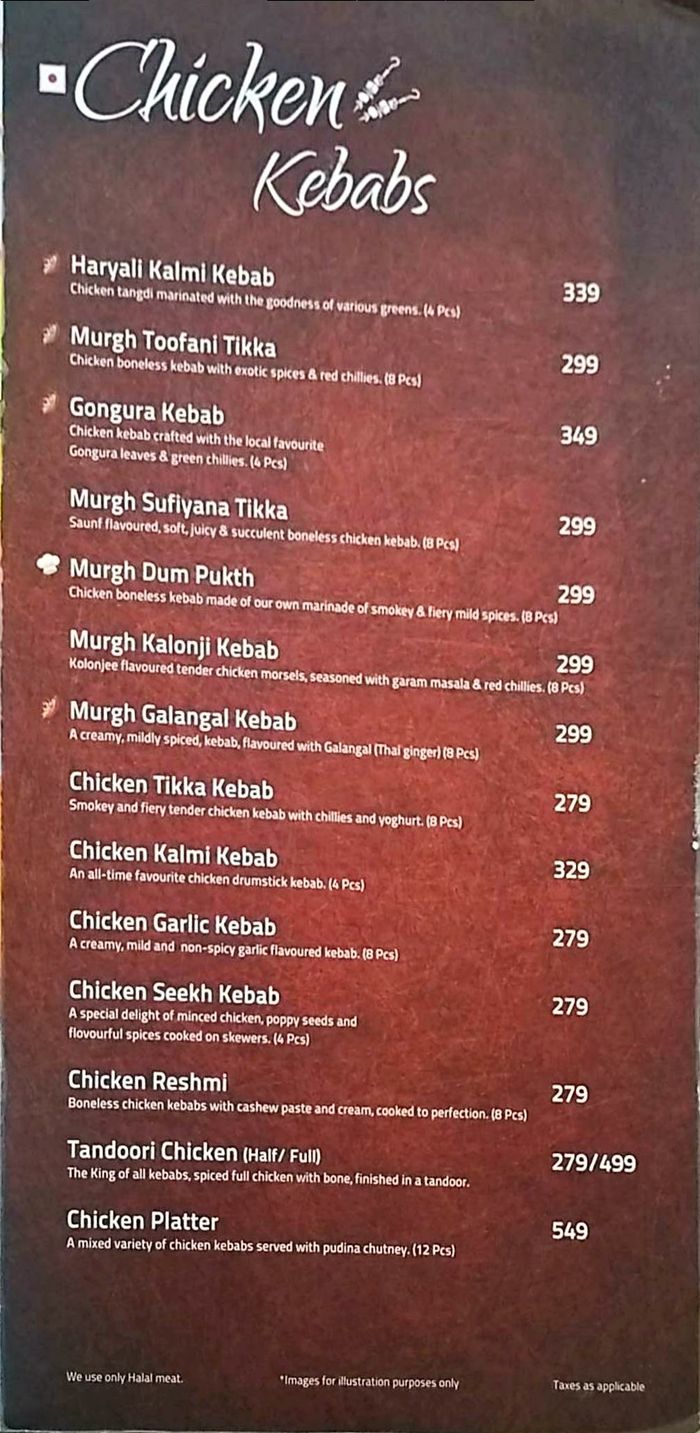 Chicken
Kebabs
Haryali Kalmi Kebab 339
Chicken tangdi marinated with the goodness of various greens. (4 Pcs)
Murgh Toofani Tikka 299
Chicken boneless kebab with exotic spices & red chillies. (8 Pcs)
Gongura Kebab 349
Chicken kebab crafted with the local favourite
Gongura leaves & green chillies. (4 Pcs)
Murgh Sufiyana Tikka 299
Saunf flavoured, soft, juicy & succulent boneless chicken kebab. (8 Pcs)
Murgh Dum Pukth 299
Chicken boneless kebab made of our own marinade of smokey & fiery mild spices. (8 Pcs)
Murgh Kalonji Kebab 299
Kolonjee flavoured tender chicken morsels, seasoned with garam masala & red chillies. (8 Pcs)
Murgh Galangal Kebab 299
A creamy, mildly spiced, kebab, flavoured with Galangal (Thai ginger) (8 Pcs)
Chicken Tikka Kebab 279
Smokey and fiery tender chicken kebab with chillies and yoghurt. (8 Pcs)
Chicken Kalmi Kebab 329
An all-time favourite chicken drumstick kebab. (4 Pcs)
Chicken Garlic Kebab 279
A creamy, mild and non-spicy garlic flavoured kebab. (8 Pcs)
Chicken Seekh Kebab 279
A special delight of minced chicken, poppy seeds and
flovourful spices cooked on skewers. (4 Pcs)
Chicken Reshmi 279
Boneless chicken kebabs with cashew paste and cream, cooked to perfection. (8 Pcs)
Tandoori Chicken (Half/ Full) 279/499
The King of all kebabs, spiced full chicken with bone, finished in a tandoor.
Chicken Platter 549
A mixed variety of chicken kebabs served with pudina chutney. (12 Pcs)
We use only Halal meat. *Images for illustration purposes only Taxes as applicable